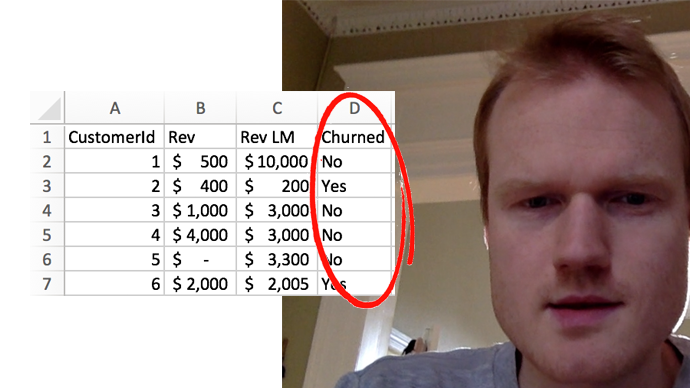 A B C D
1 CustomerId Rev Rev LM Churned
2 1 $ 500 $10,000 No
3 2 $ 400 $ 200 Yes
4 3 $ 1,000 $ 3,000 No
5 4 $ 4,000 $ 3,000 No
6 5 $ - $ 3,300 No
7 6 $ 2,000 $ 2,005 Yes